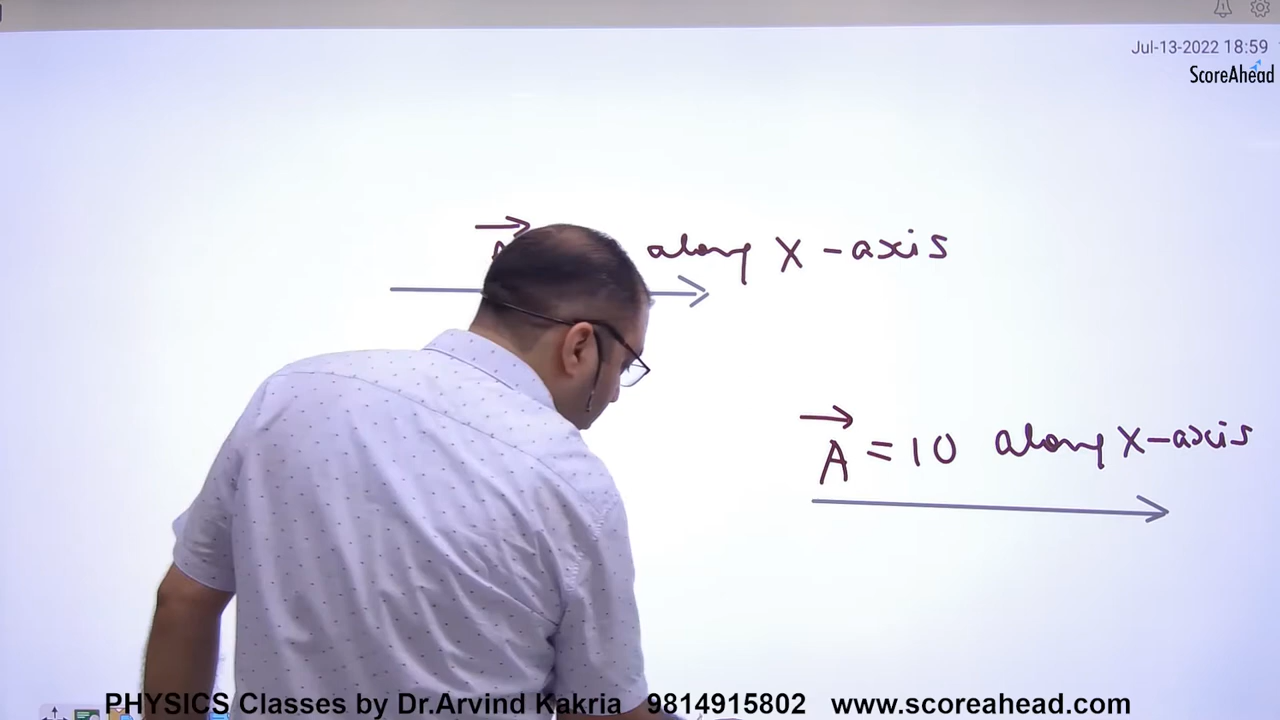 Jul-13-2022 18:59
ScoreAhead
along X-axis
A = 10 along X-axis
PHYSICS Classes by Dr.Arvind Kakria 9814915802 www.scoreahead.com